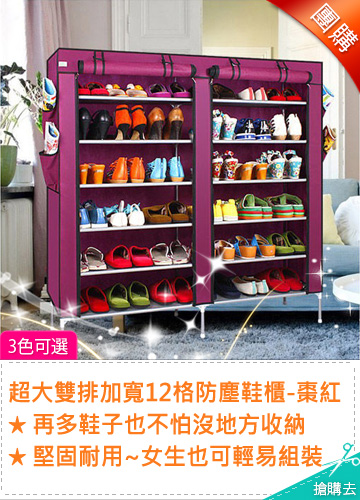 團購
3色可選
超大雙排加寬12格防塵鞋櫃-棗紅
★ 再多鞋子也不怕沒地方收納
★ 堅固耐用~女生也可輕易組裝
搶購去